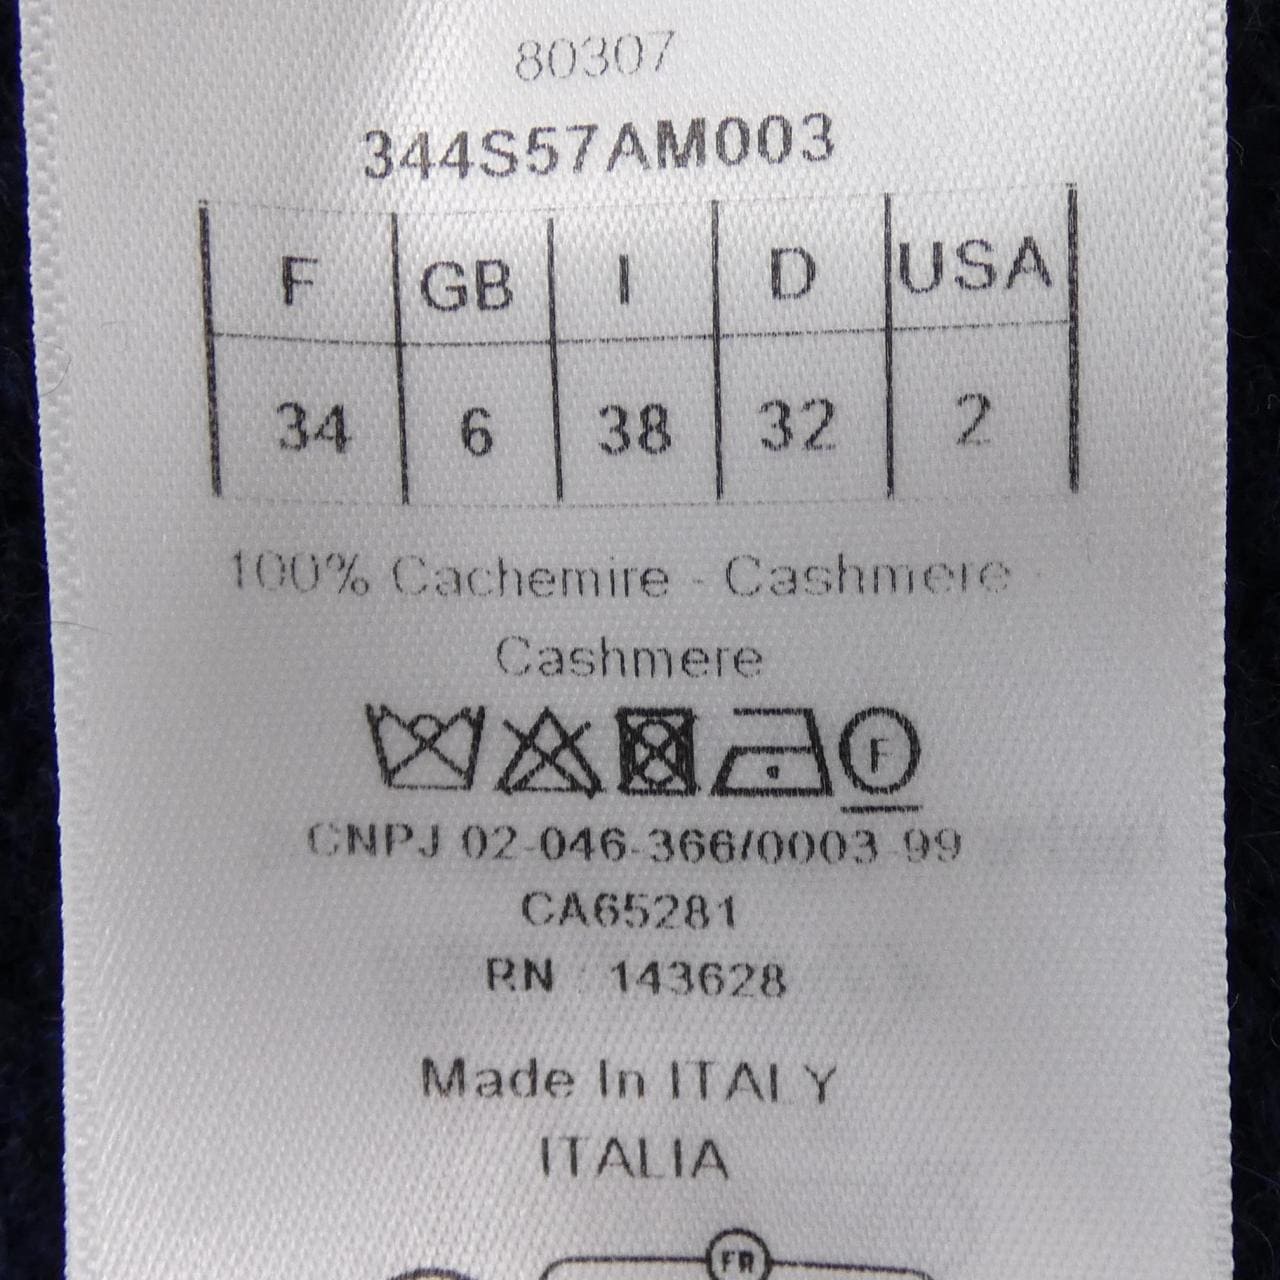 80307
344S57AM003
F GB I D USA
34 6 38 32 2
100% Cachemire - Cashmere -
Cashmere
F
CNPJ 02-046-366/0003-99
CA65281
RN 143628
Made In ITALY
ITALIA
FR